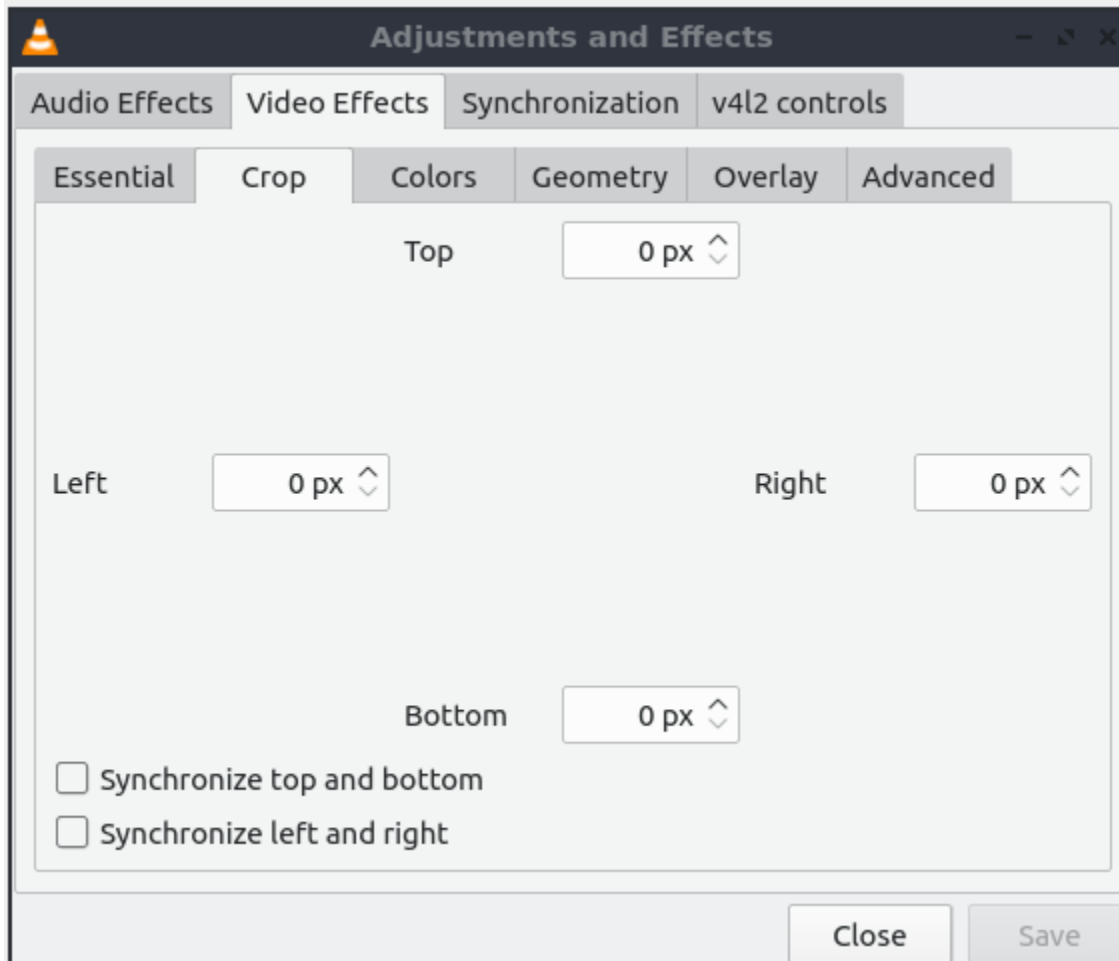 Adjustments and Effects
Audio Effects Video Effects Synchronization v4l2 controls
Essential Crop Colors Geometry Overlay Advanced
Top 0 px
Left 0 px Right 0 px
Bottom 0 px
Synchronize top and bottom
Synchronize left and right
Close Save